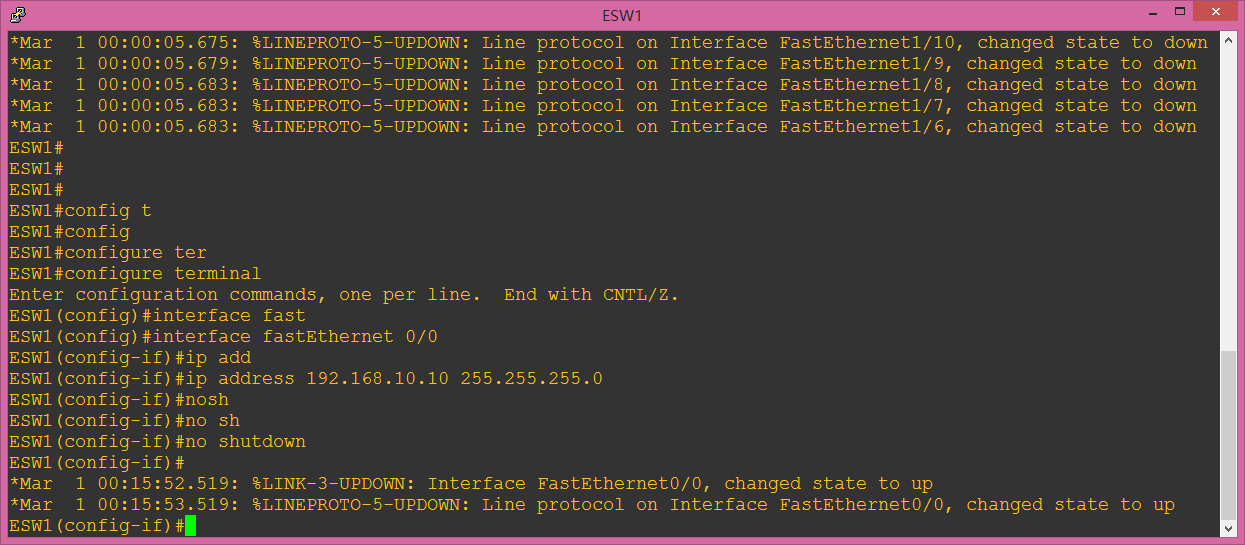 ESW1
*Mar  1 00:00:05.675: %LINEPROTO-5-UPDOWN: Line protocol on Interface FastEthernet1/10, changed state to down
*Mar  1 00:00:05.679: %LINEPROTO-5-UPDOWN: Line protocol on Interface FastEthernet1/9, changed state to down
*Mar  1 00:00:05.683: %LINEPROTO-5-UPDOWN: Line protocol on Interface FastEthernet1/8, changed state to down
*Mar  1 00:00:05.683: %LINEPROTO-5-UPDOWN: Line protocol on Interface FastEthernet1/7, changed state to down
*Mar  1 00:00:05.683: %LINEPROTO-5-UPDOWN: Line protocol on Interface FastEthernet1/6, changed state to down
ESW1#
ESW1#
ESW1#
ESW1#config t
ESW1#config
ESW1#configure ter
ESW1#configure terminal
Enter configuration commands, one per line.  End with CNTL/Z.
ESW1(config)#interface fast
ESW1(config)#interface fastEthernet 0/0
ESW1(config-if)#ip add
ESW1(config-if)#ip address 192.168.10.10 255.255.255.0
ESW1(config-if)#nosh
ESW1(config-if)#no sh
ESW1(config-if)#no shutdown
ESW1(config-if)#
*Mar  1 00:15:52.519: %LINK-3-UPDOWN: Interface FastEthernet0/0, changed state to up
*Mar  1 00:15:53.519: %LINEPROTO-5-UPDOWN: Line protocol on Interface FastEthernet0/0, changed state to up
ESW1(config-if)#